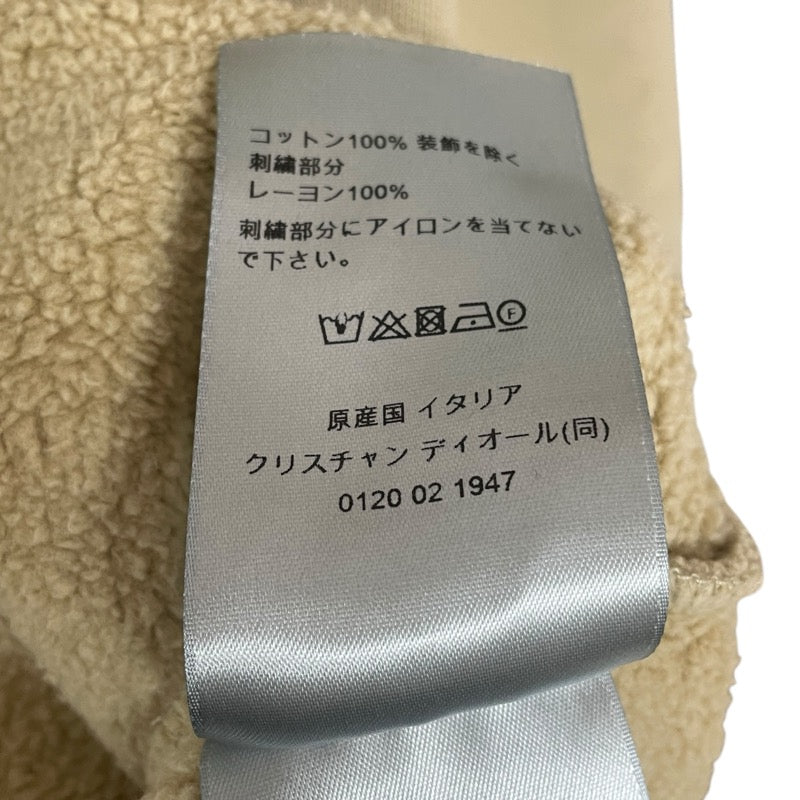 コットン100% 装飾を除く
刺繍部分
レーヨン100%
刺繍部分にアイロンを当てない
で下さい。
F
原産国 イタリア
クリスチャン ディオール(同)
0120 02 1947